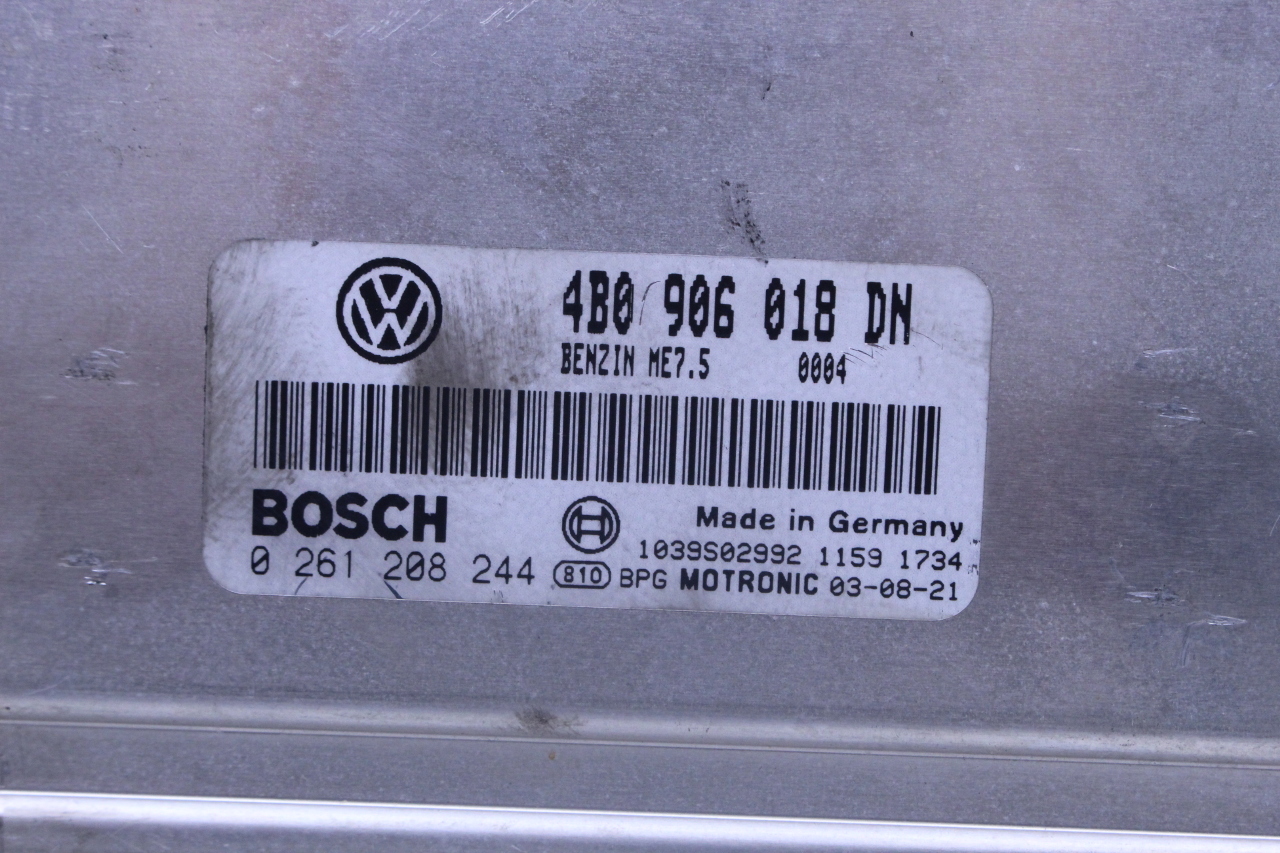 4B0 906 018 DN
BENZIN ME7.5 0004
BOSCH
Made in Germany
1039S02992 1159 1734
0 261 208 244 810 BPG MOTRONIC 03-08-21